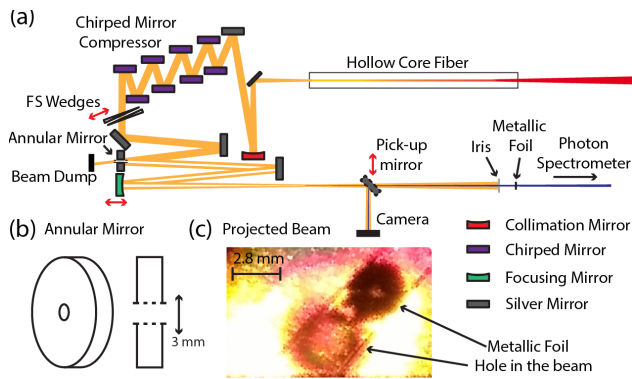 (a)
Chirped Mirror
Compressor
Hollow Core Fiber
FS Wedges
Annular Mirror
Beam Dump
Pick-up
mirror
Iris
Metallic
Foil
Photon
Spectrometer
Camera
(b) Annular Mirror
3 mm
(c) Projected Beam
2.8 mm
Metallic Foil
Hole in the beam
Collimation Mirror
Chirped Mirror
Focusing Mirror
Silver Mirror